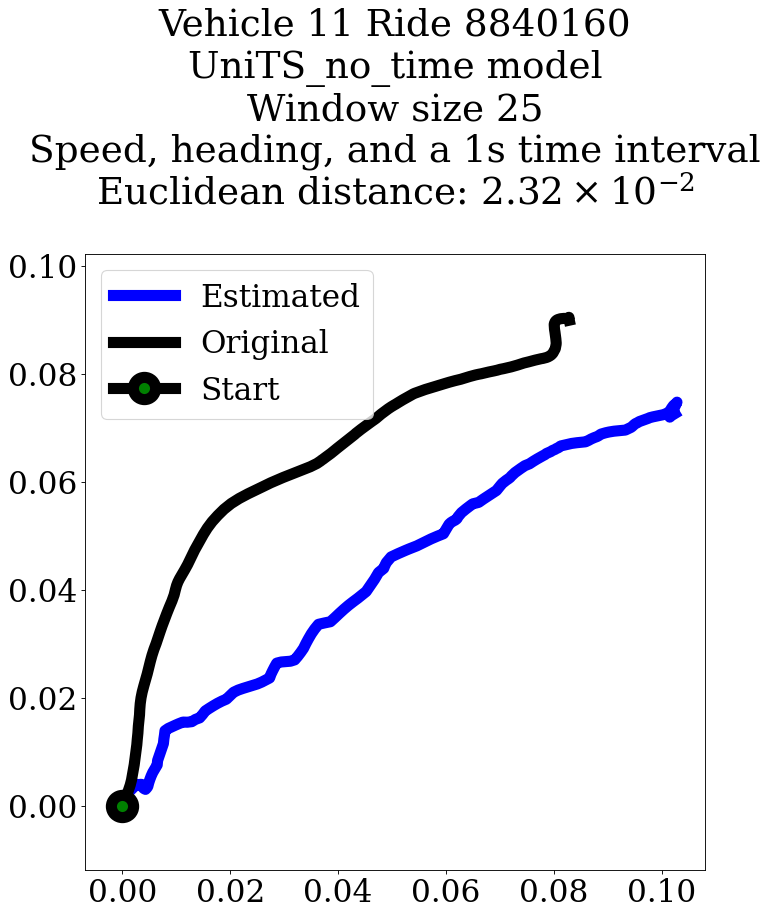 Vehicle 11 Ride 8840160
UniTS_no_time model
Window size 25
Speed, heading, and a 1s time interval
Euclidean distance: 2.32 × 10⁻²
0.10
0.08
0.06
0.04
0.02
0.00
Estimated
Original
Start
0.00 0.02 0.04 0.06 0.08 0.10